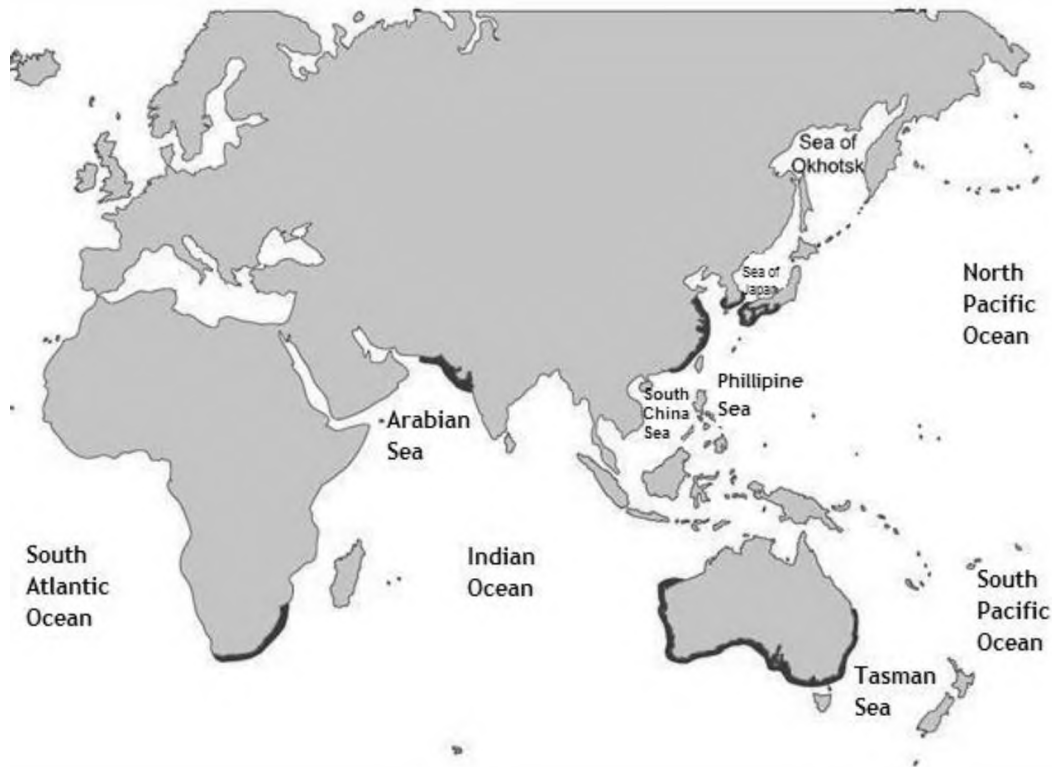 Sea of
Okhotsk
Sea of
Japan
North
Pacific
Ocean
Phillipine
Sea
South
China
Sea
Arabian
Sea
South
Atlantic
Ocean
Indian
Ocean
South
Pacific
Ocean
Tasman
Sea